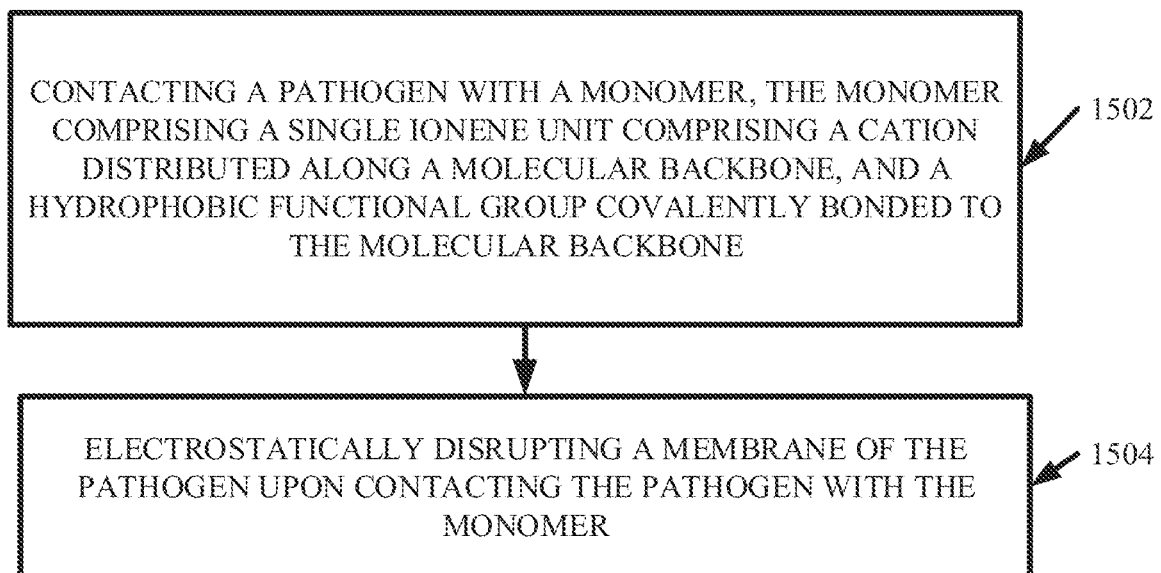 CONTACTING A PATHOGEN WITH A MONOMER, THE MONOMER
COMPRISING A SINGLE IONENE UNIT COMPRISING A CATION
DISTRIBUTED ALONG A MOLECULAR BACKBONE, AND A
HYDROPHOBIC FUNCTIONAL GROUP COVALENTLY BONDED TO
THE MOLECULAR BACKBONE
1502
ELECTROSTATICALLY DISRUPTING A MEMBRANE OF THE
PATHOGEN UPON CONTACTING THE PATHOGEN WITH THE
MONOMER
1504